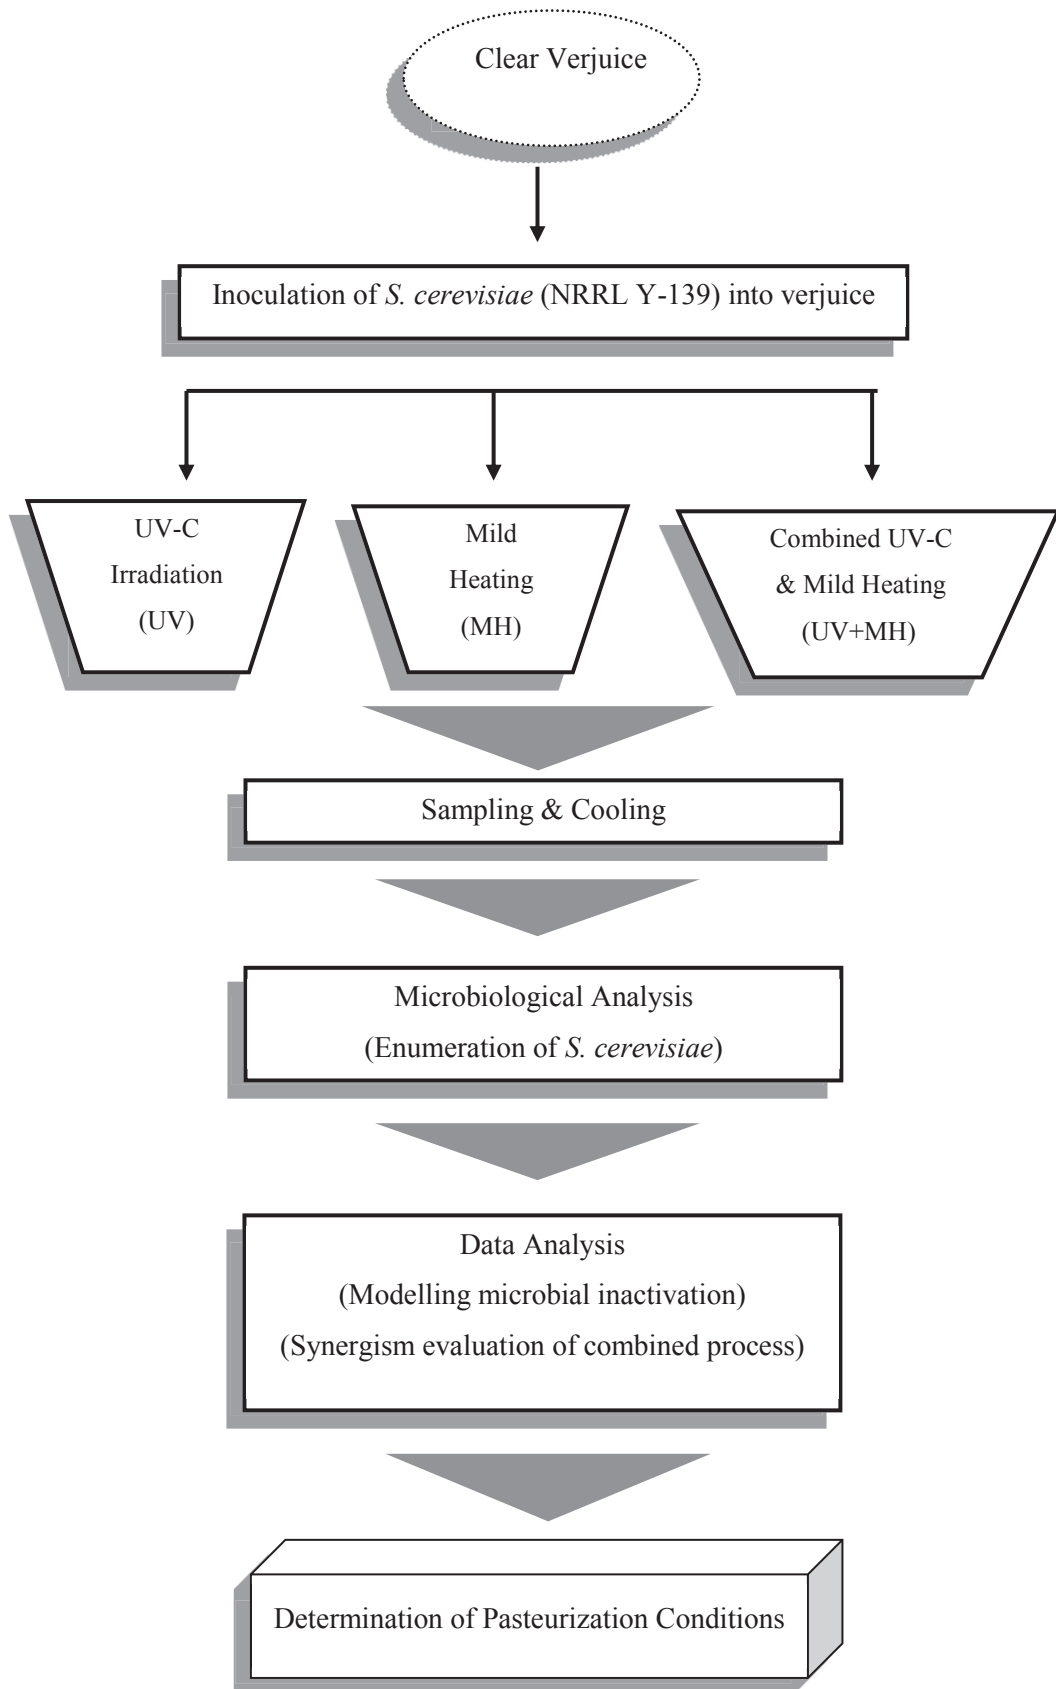 Clear Verjuice
Inoculation of S. cerevisiae (NRRL Y-139) into verjuice
UV-C
Irradiation
(UV)
Mild
Heating
(MH)
Combined UV-C
& Mild Heating
(UV+MH)
Sampling & Cooling
Microbiological Analysis
(Enumeration of S. cerevisiae)
Data Analysis
(Modelling microbial inactivation)
(Synergism evaluation of combined process)
Determination of Pasteurization Conditions